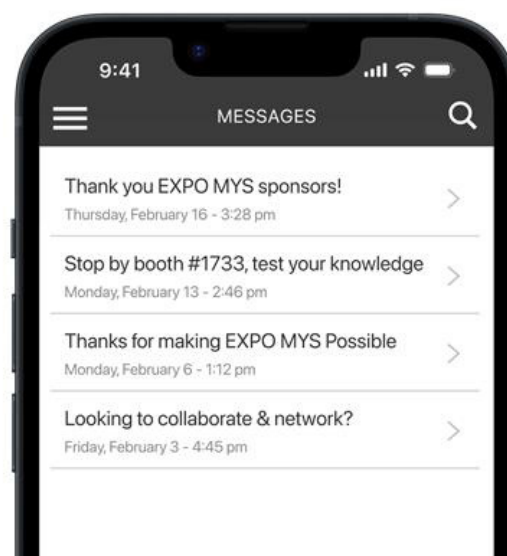 9:41
MESSAGES
Thank you EXPO MYS sponsors!
Thursday, February 16 - 3:28 pm
Stop by booth #1733, test your knowledge
Monday, February 13 - 2:46 pm
Thanks for making EXPO MYS Possible
Monday, February 6 - 1:12 pm
Looking to collaborate & network?
Friday, February 3 - 4:45 pm